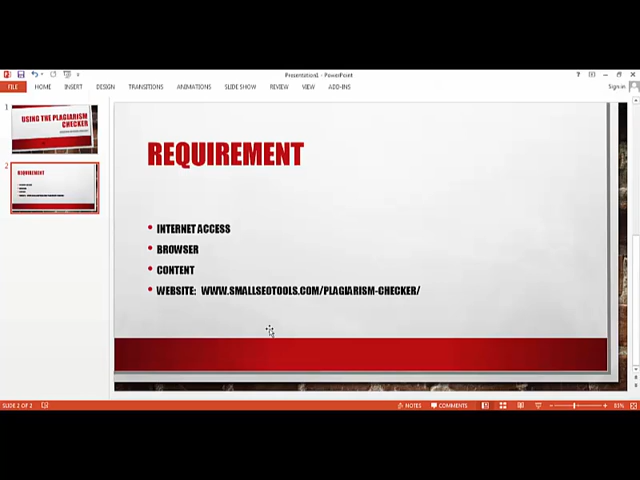 Presentation1 - PowerPoint
Sign in
FILE HOME INSERT DESIGN TRANSITIONS ANIMATIONS SLIDE SHOW REVIEW VIEW ADD-INS
1
USING THE PLAGIARISM
CHECKER
2
REQUIREMENT
REQUIREMENT
• INTERNET ACCESS
• BROWSER
• CONTENT
• WEBSITE: WWW.SMALLSEOTOOLS.COM/PLAGIARISM-CHECKER/
SLIDE 2 OF 2
NOTES
COMMENTS